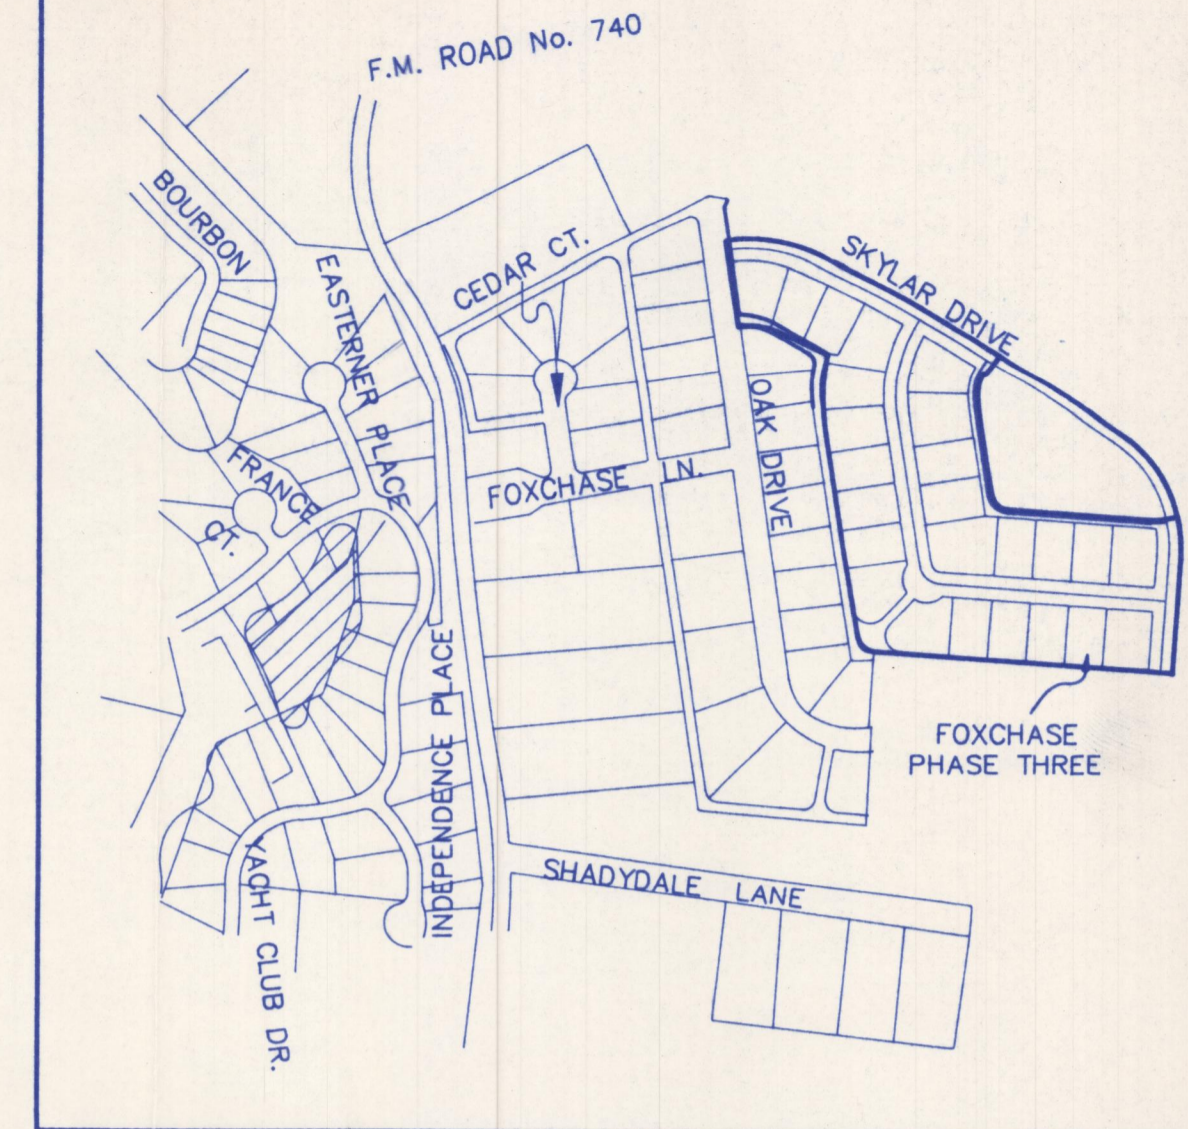 F.M. ROAD No. 740
BOURBON
EASTERNER PLACE
CEDAR CT.
SKYLAR DRIVE
OAK DRIVE
FRANCE
CT.
FOXCHASE LN.
INDEPENDENCE PLACE
FOXCHASE
PHASE THREE
SHADYDALE LANE
YACHT CLUB DR.